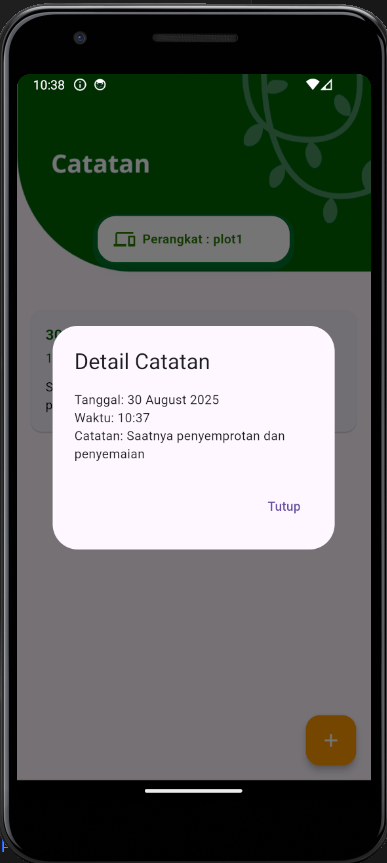 10:38
Catatan
Perangkat : plot1
30
1
S
p
Detail Catatan
Tanggal: 30 August 2025
Waktu: 10:37
Catatan: Saatnya penyemprotan dan
penyemaian
Tutup
+